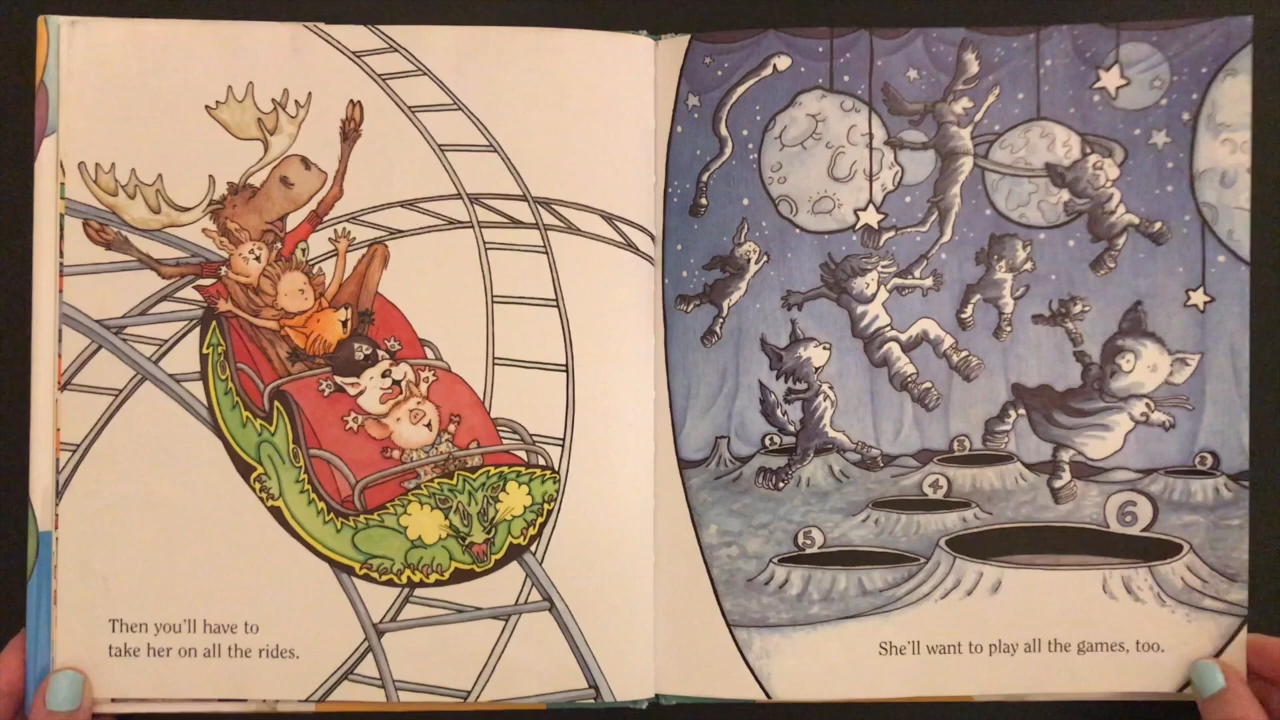 Then you'll have to
take her on all the rides.
1
3
2
4
5
6
She'll want to play all the games, too.